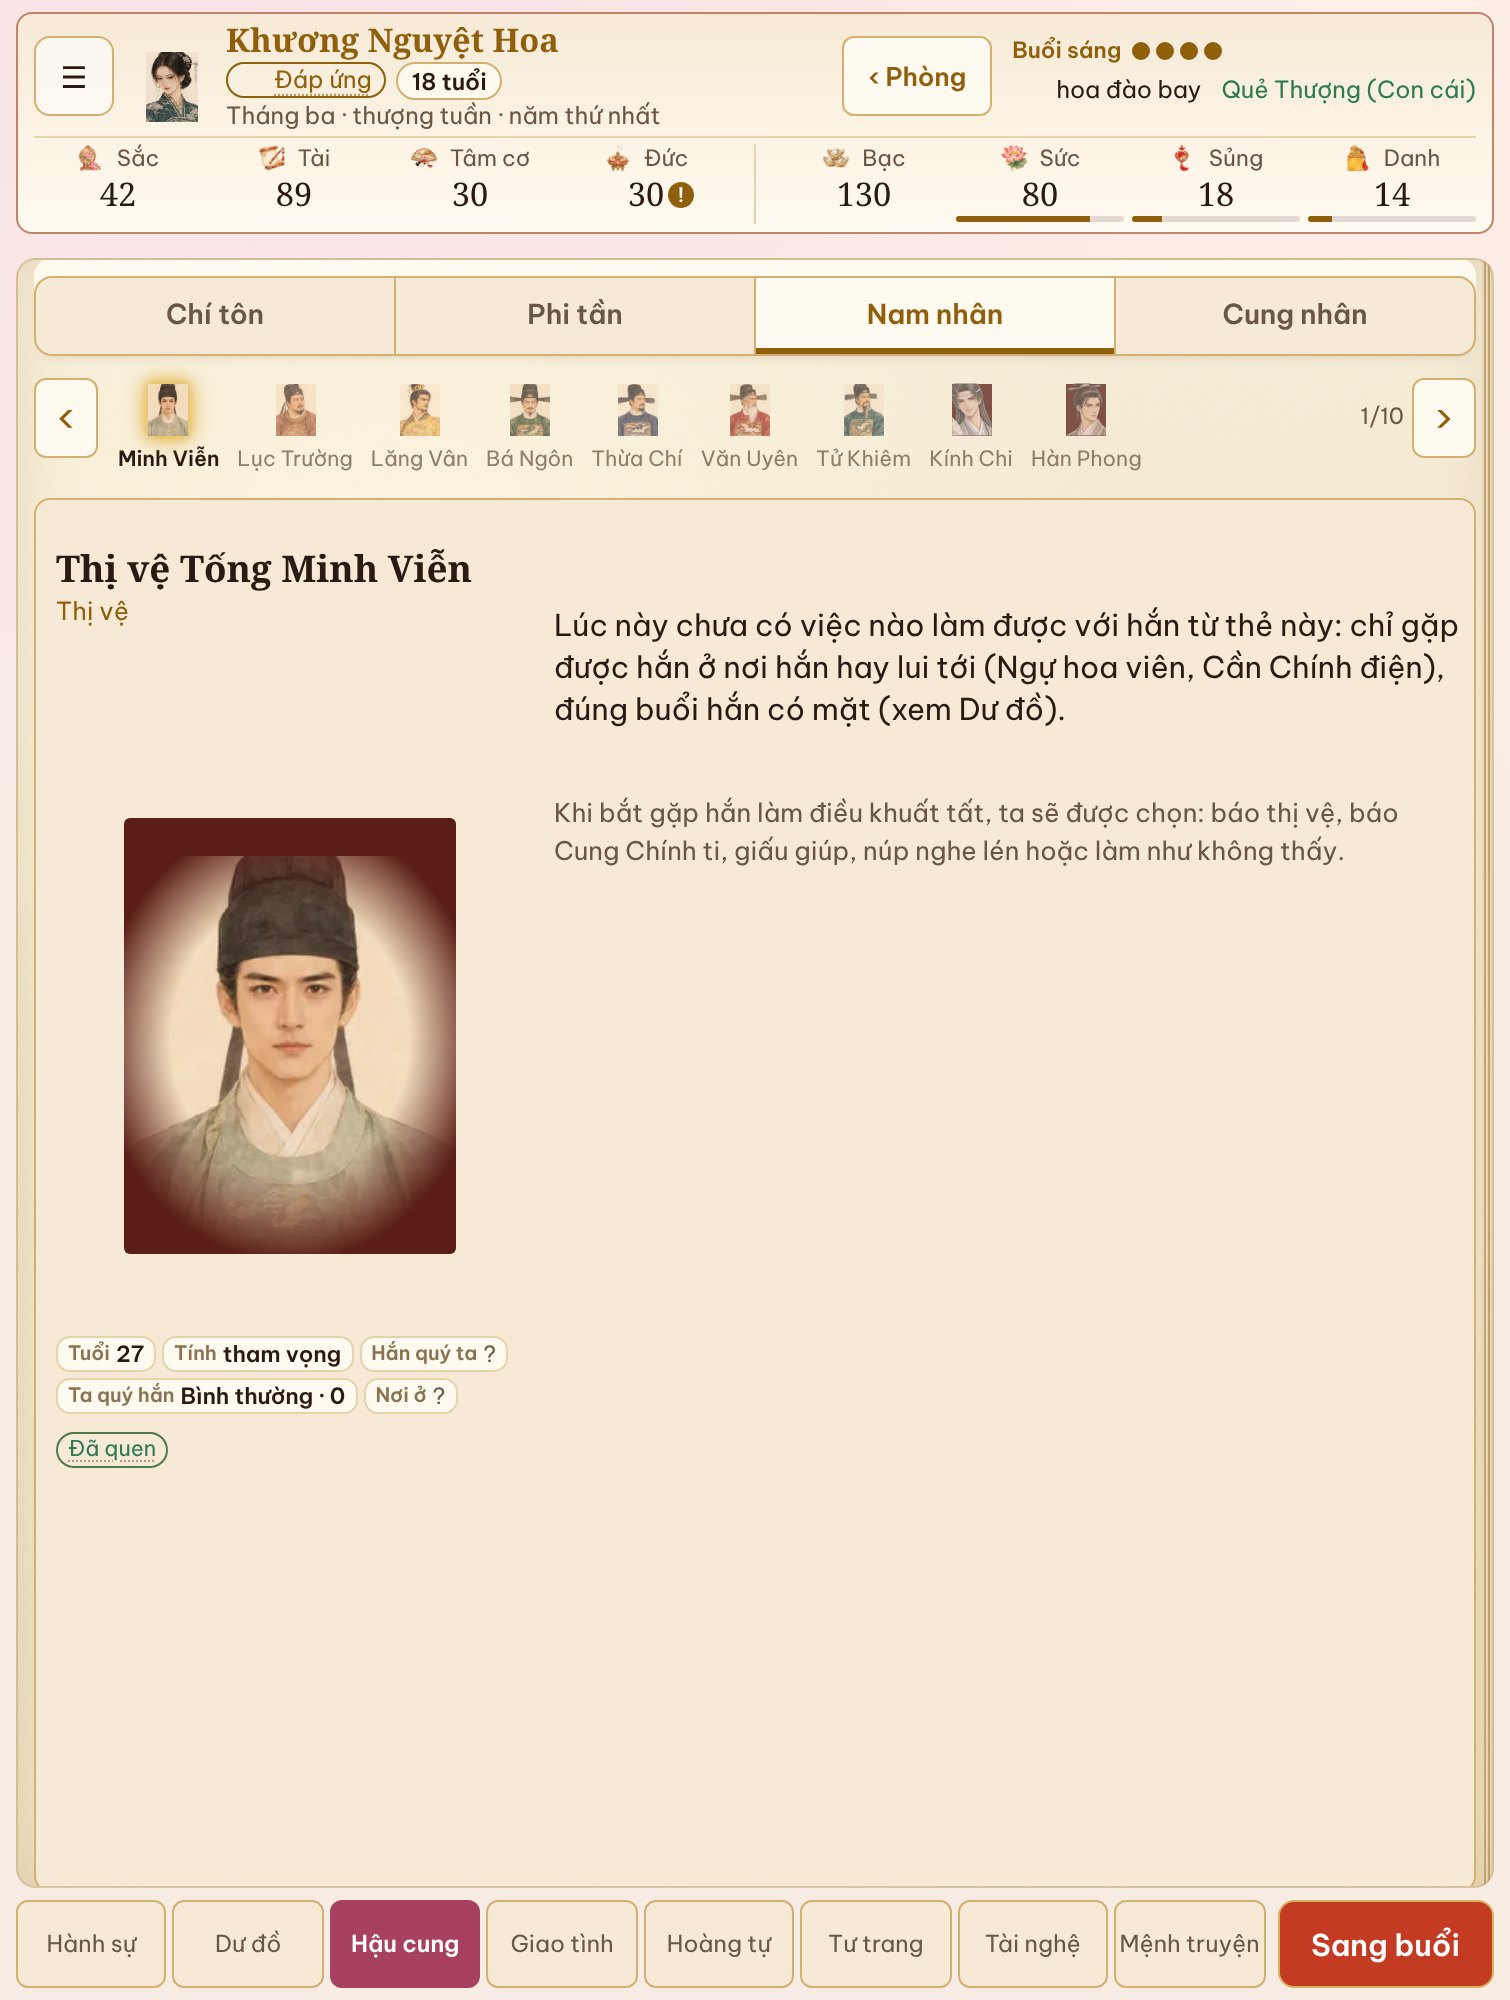 ☰
Khương Nguyệt Hoa
Đáp ứng
18 tuổi
Tháng ba · thượng tuần · năm thứ nhất
‹ Phòng
Buổi sáng
hoa đào bay Quẻ Thượng (Con cái)
Sắc Tài Tâm cơ Đức Bạc Sức Sủng Danh
42 89 30 30 ! 130 80 18 14
Chí tôn Phi tần Nam nhân Cung nhân
‹ 1/10 ›
Minh Viễn Lục Trường Lăng Vân Bá Ngôn Thừa Chí Văn Uyên Tử Khiêm Kính Chi Hàn Phong
Thị vệ Tống Minh Viễn
Thị vệ
Lúc này chưa có việc nào làm được với hắn từ thẻ này: chỉ gặp
được hắn ở nơi hắn hay lui tới (Ngự hoa viên, Cần Chính điện),
đúng buổi hắn có mặt (xem Dư đồ).
Khi bắt gặp hắn làm điều khuất tất, ta sẽ được chọn: báo thị vệ, báo
Cung Chính ti, giấu giúp, núp nghe lén hoặc làm như không thấy.
Tuổi 27 Tính tham vọng Hắn quý ta ?
Ta quý hắn Bình thường · 0 Nơi ở ?
Đã quen
Hành sự Dư đồ Hậu cung Giao tình Hoàng tự Tư trang Tài nghệ Mệnh truyện Sang buổi